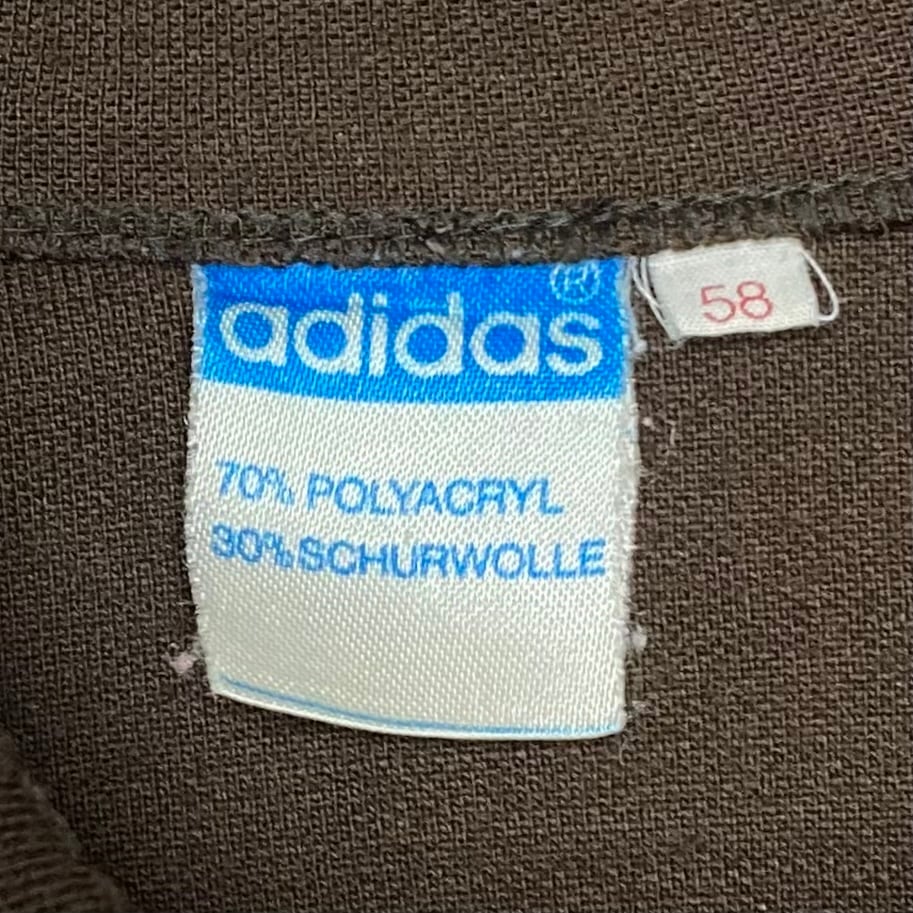 adidas ®
58
70% POLYACRYL
30% SCHURWOLLE